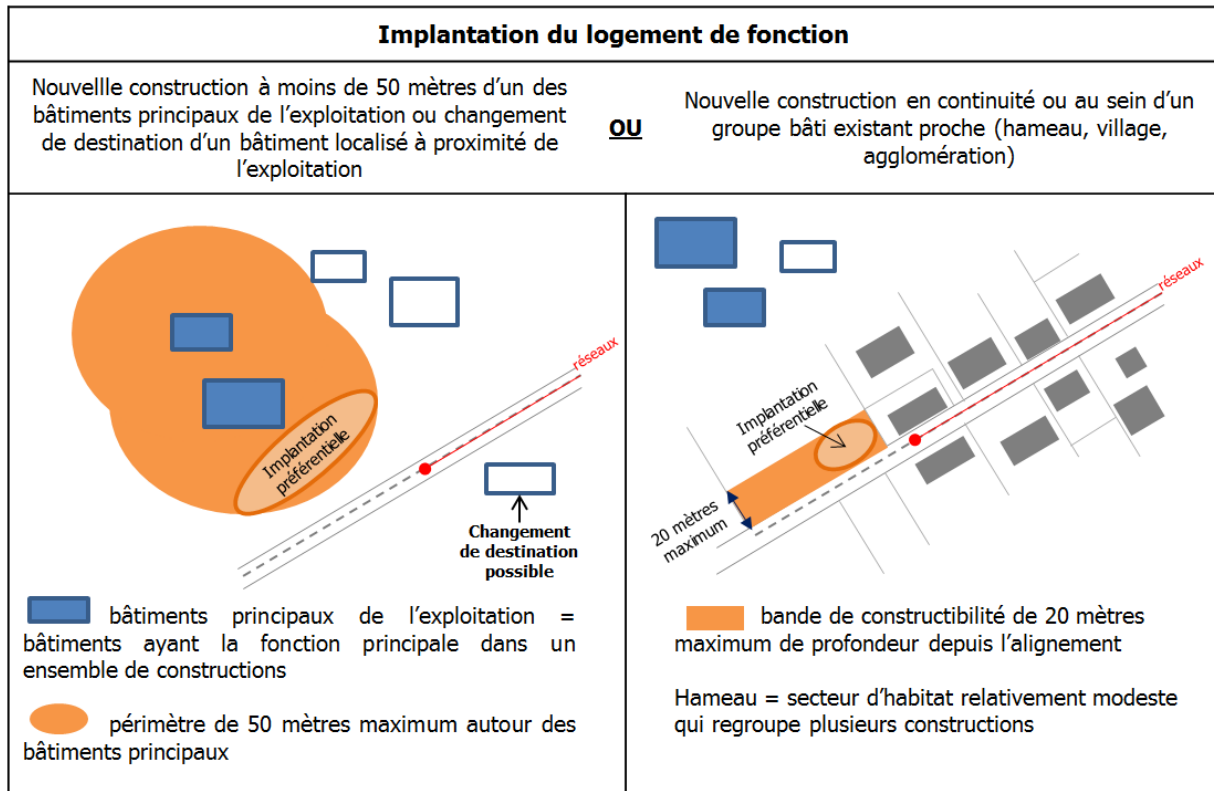 Implantation du logement de fonction
Nouvellle construction à moins de 50 mètres d'un des
bâtiments principaux de l'exploitation ou changement
de destination d'un bâtiment localisé à proximité de
l'exploitation
OU
Nouvelle construction en continuité ou au sein d'un
groupe bâti existant proche (hameau, village,
agglomération)
réseaux
Implantation
préférentielle
Changement
de destination
possible
bâtiments principaux de l'exploitation =
bâtiments ayant la fonction principale dans un
ensemble de constructions
périmètre de 50 mètres maximum autour des
bâtiments principaux
réseaux
Implantation
préférentielle
20 mètres
maximum
bande de constructibilité de 20 mètres
maximum de profondeur depuis l'alignement
Hameau = secteur d'habitat relativement modeste
qui regroupe plusieurs constructions